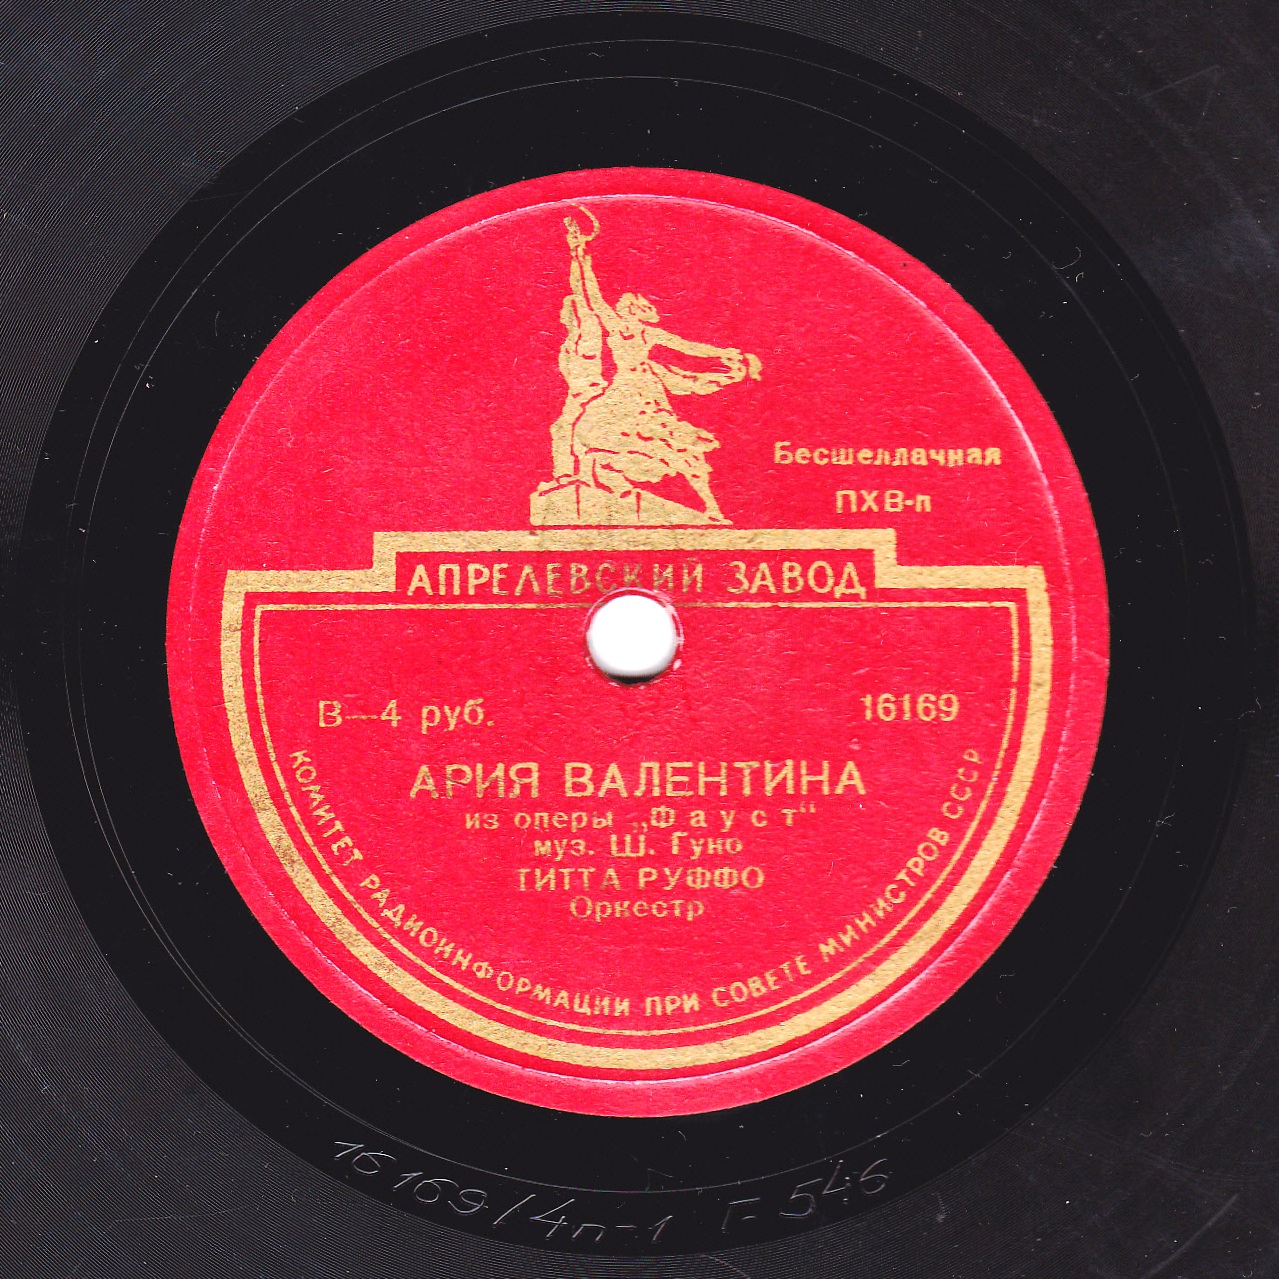 Бесшеллачная
ПХВ-п
АПРЕЛЕВСКИЙ ЗАВОД
В—4 руб.
16169
АРИЯ ВАЛЕНТИНА
из оперы „Фауст“
муз. Ш. Гуно
ТИТТА РУФФО
Оркестр
КОМИТЕТ РАДИОИНФОРМАЦИИ ПРИ СОВЕТЕ МИНИСТРОВ СССР
16169/4п-1 Г-546